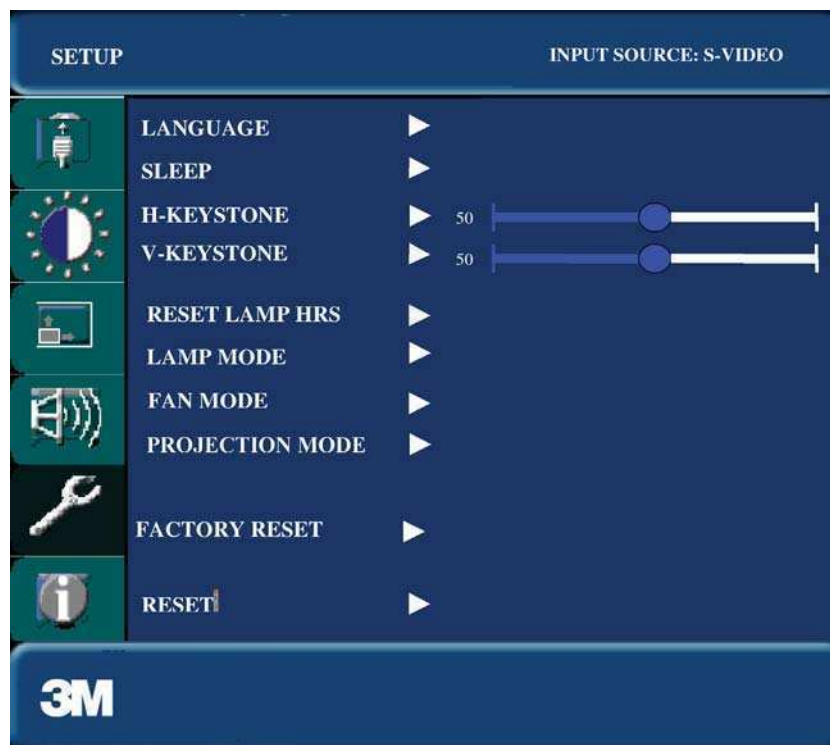 SETUP INPUT SOURCE: S-VIDEO
LANGUAGE
SLEEP
H-KEYSTONE 50
V-KEYSTONE 50
RESET LAMP HRS
LAMP MODE
FAN MODE
PROJECTION MODE
FACTORY RESET
RESET
3M